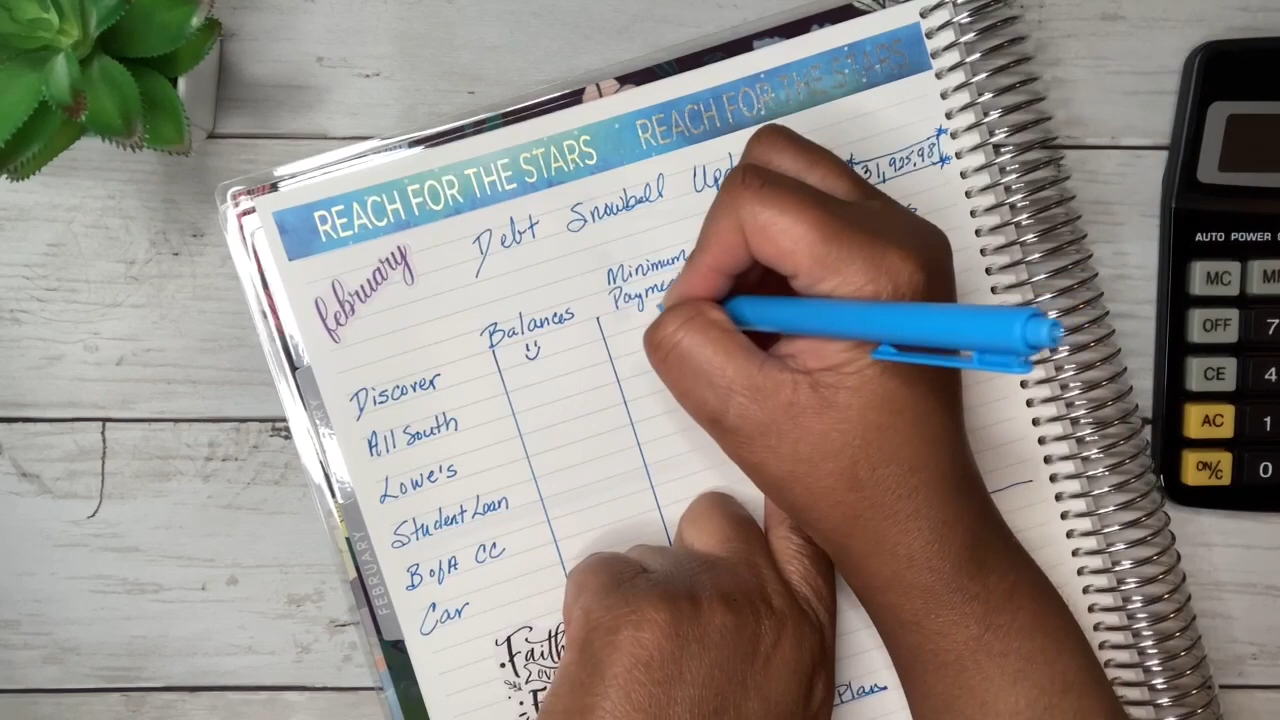 REACH FOR THE STARS REACH FOR THE STARS
Debt Snowball
31,925.98
February
Minimum
Balances
Discover
All South
Lowe's
Student Loan
BofA CC
Car
Faith
Plan
FEBRUARY
AUTO POWER
MC
OFF 7
CE 4
AC 1
ON/C 0